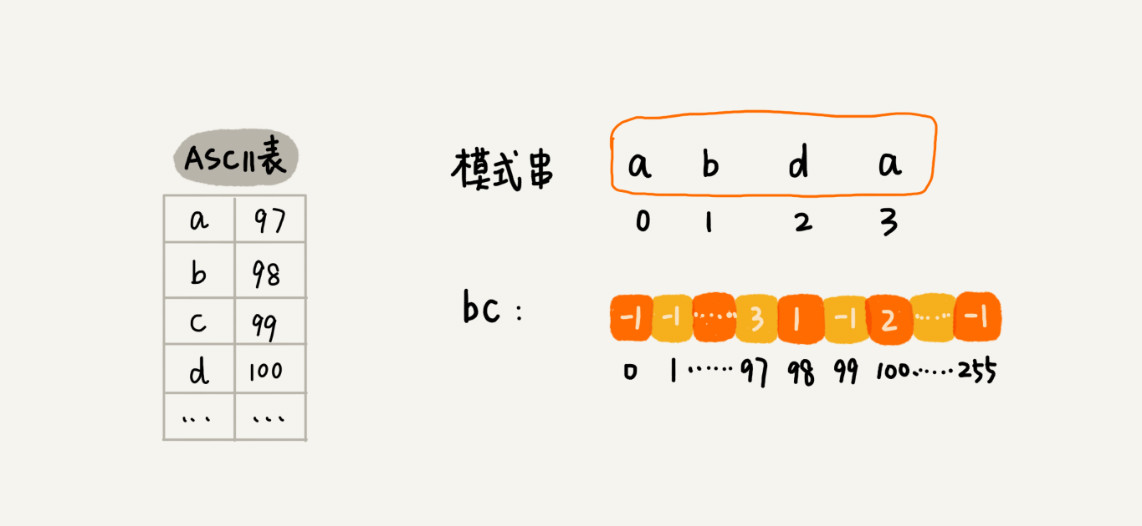 ASCII表
a 97
b 98
c 99
d 100
... ...
模式串 a b d a
0 1 2 3
bc: -1 -1 ...... 3 1 -1 2 ...... -1
0 1 ...... 97 98 99 100 ...... 255